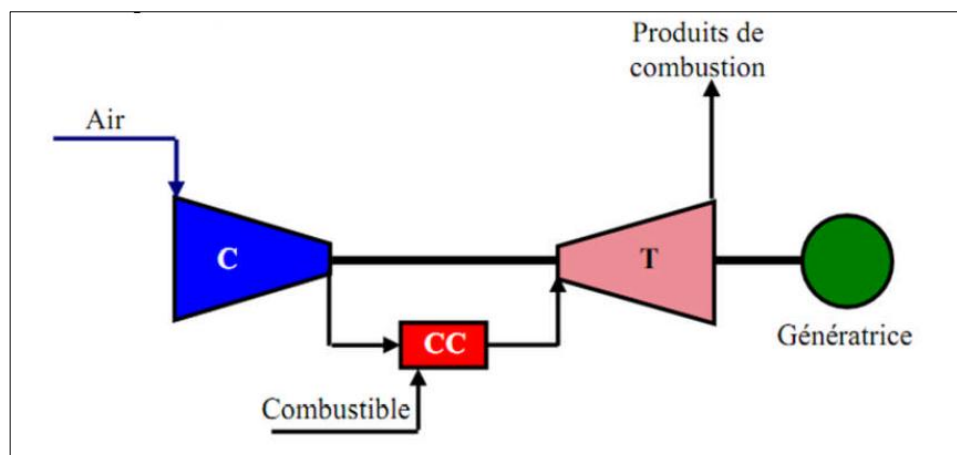 Produits de
combustion
Air
C
T
CC
Génératrice
Combustible